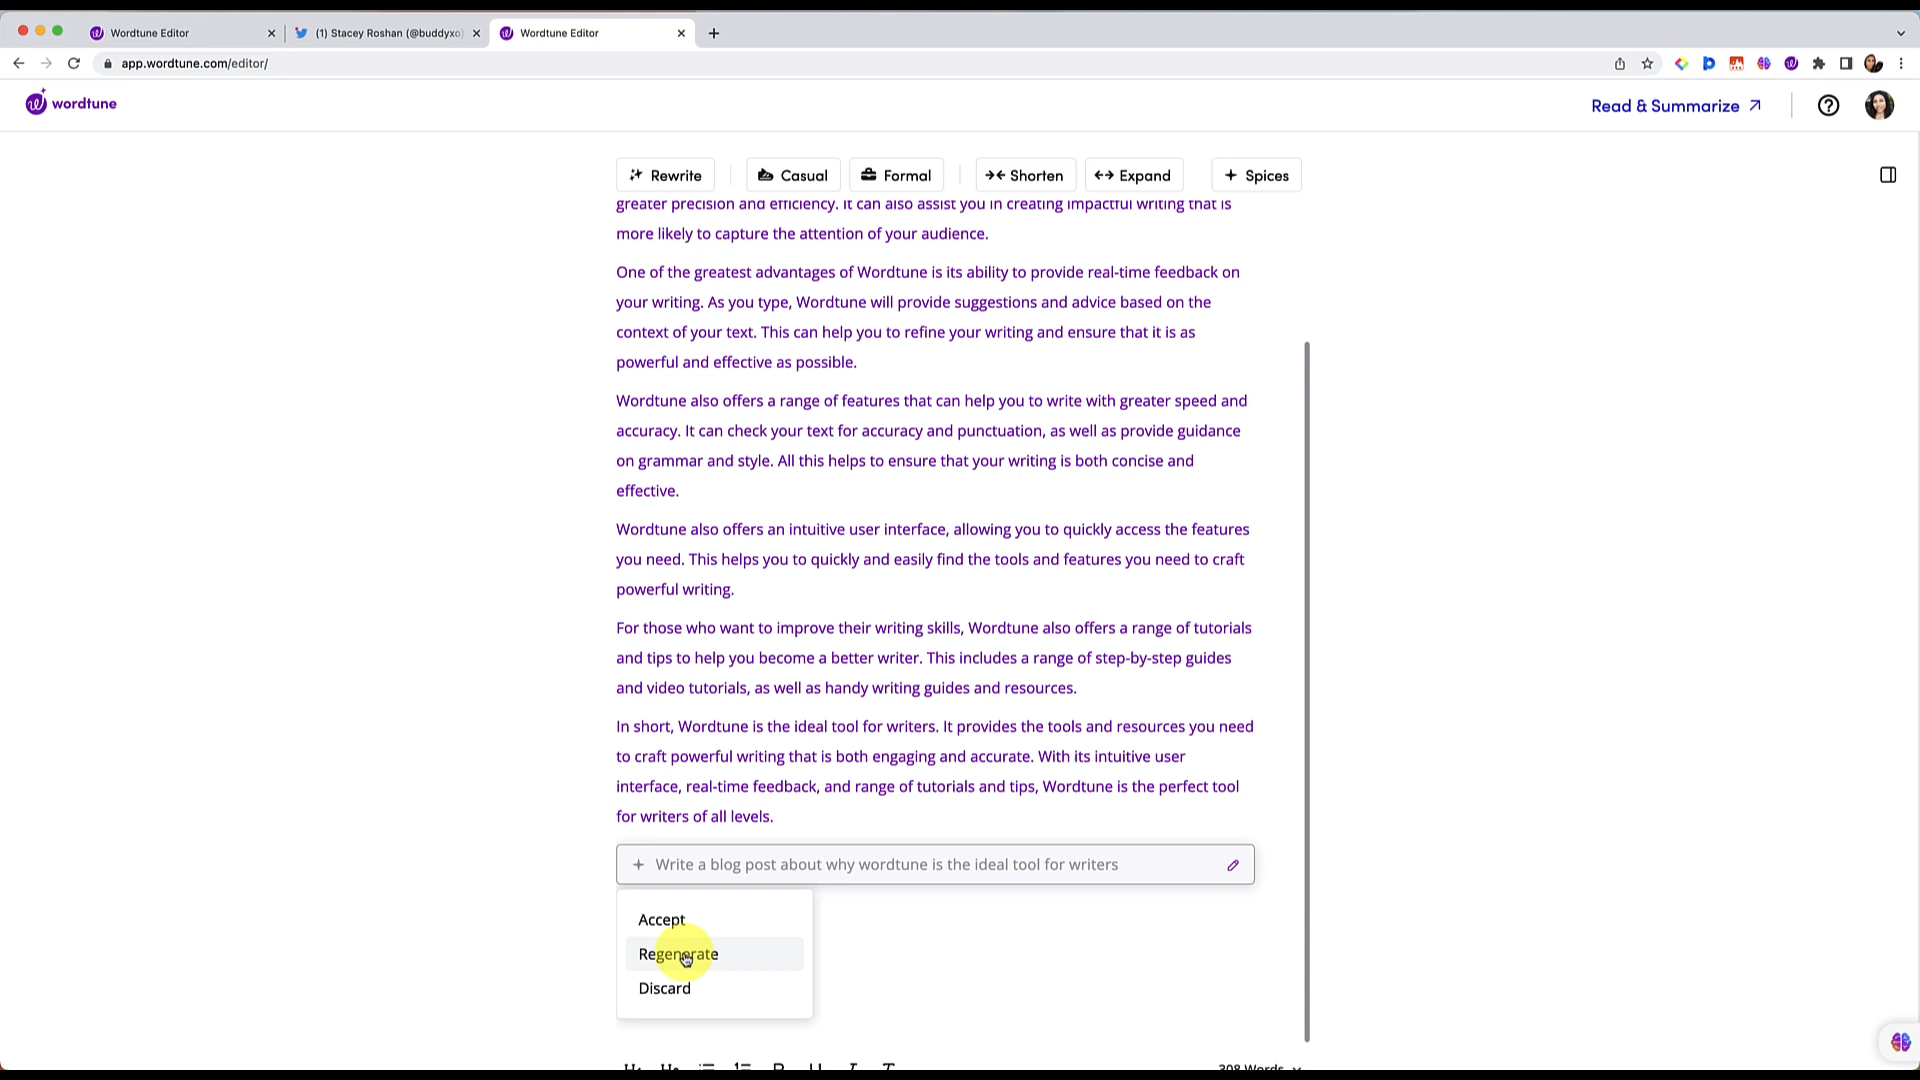 Wordtune Editor
(1) Stacey Roshan (@buddyxo)
Wordtune Editor
app.wordtune.com/editor/
wordtune
Read & Summarize
Rewrite
Casual
Formal
Shorten
Expand
Spices
greater precision and efficiency. It can also assist you in creating impactful writing that is
more likely to capture the attention of your audience.
One of the greatest advantages of Wordtune is its ability to provide real-time feedback on
your writing. As you type, Wordtune will provide suggestions and advice based on the
context of your text. This can help you to refine your writing and ensure that it is as
powerful and effective as possible.
Wordtune also offers a range of features that can help you to write with greater speed and
accuracy. It can check your text for accuracy and punctuation, as well as provide guidance
on grammar and style. All this helps to ensure that your writing is both concise and
effective.
Wordtune also offers an intuitive user interface, allowing you to quickly access the features
you need. This helps you to quickly and easily find the tools and features you need to craft
powerful writing.
For those who want to improve their writing skills, Wordtune also offers a range of tutorials
and tips to help you become a better writer. This includes a range of step-by-step guides
and video tutorials, as well as handy writing guides and resources.
In short, Wordtune is the ideal tool for writers. It provides the tools and resources you need
to craft powerful writing that is both engaging and accurate. With its intuitive user
interface, real-time feedback, and range of tutorials and tips, Wordtune is the perfect tool
for writers of all levels.
Write a blog post about why wordtune is the ideal tool for writers
Accept
Regenerate
Discard
308 Words